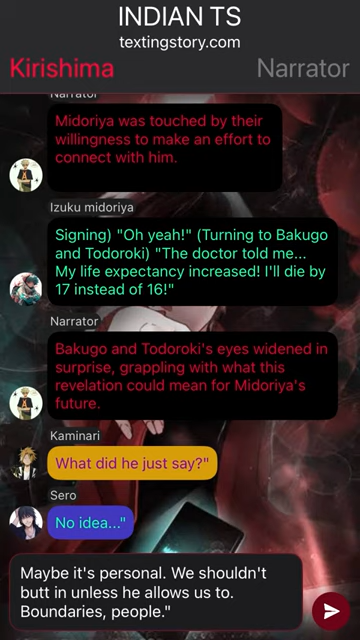 INDIAN TS
textingstory.com
Kirishima
Narrator
Narrator
Midoriya was touched by their
willingness to make an effort to
connect with him.
Izuku midoriya
Signing) "Oh yeah!" (Turning to Bakugo
and Todoroki) "The doctor told me...
My life expectancy increased! I'll die by
17 instead of 16!"
Narrator
Bakugo and Todoroki's eyes widened in
surprise, grappling with what this
revelation could mean for Midoriya's
future.
Kaminari
What did he just say?"
Sero
No idea..."
Maybe it's personal. We shouldn't
butt in unless he allows us to.
Boundaries, people."